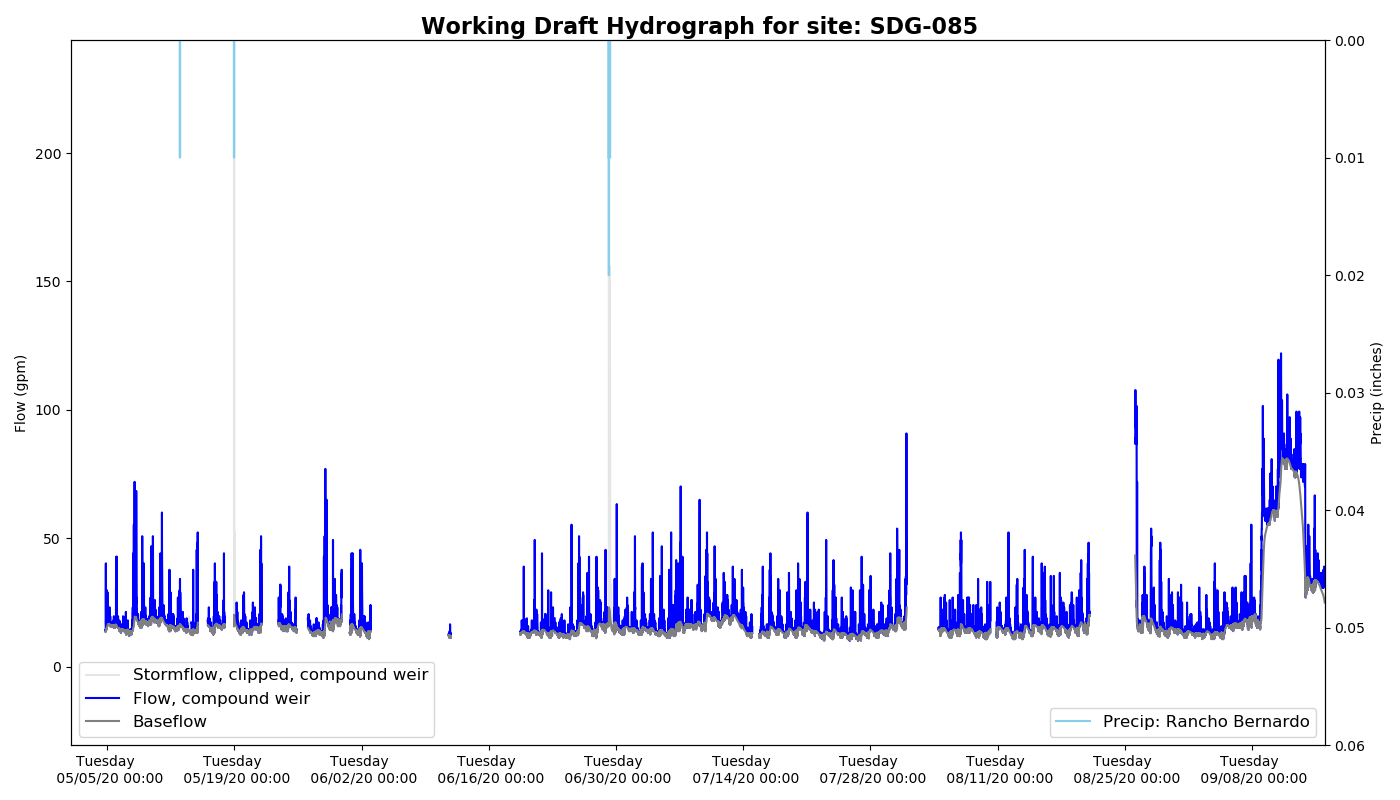 Working Draft Hydrograph for site: SDG-085
Flow (gpm)
200
150
100
50
0
Precip (inches)
0.00
0.01
0.02
0.03
0.04
0.05
0.06
Stormflow, clipped, compound weir
Flow, compound weir
Baseflow
Precip: Rancho Bernardo
Tuesday
05/05/20 00:00
Tuesday
05/19/20 00:00
Tuesday
06/02/20 00:00
Tuesday
06/16/20 00:00
Tuesday
06/30/20 00:00
Tuesday
07/14/20 00:00
Tuesday
07/28/20 00:00
Tuesday
08/11/20 00:00
Tuesday
08/25/20 00:00
Tuesday
09/08/20 00:00